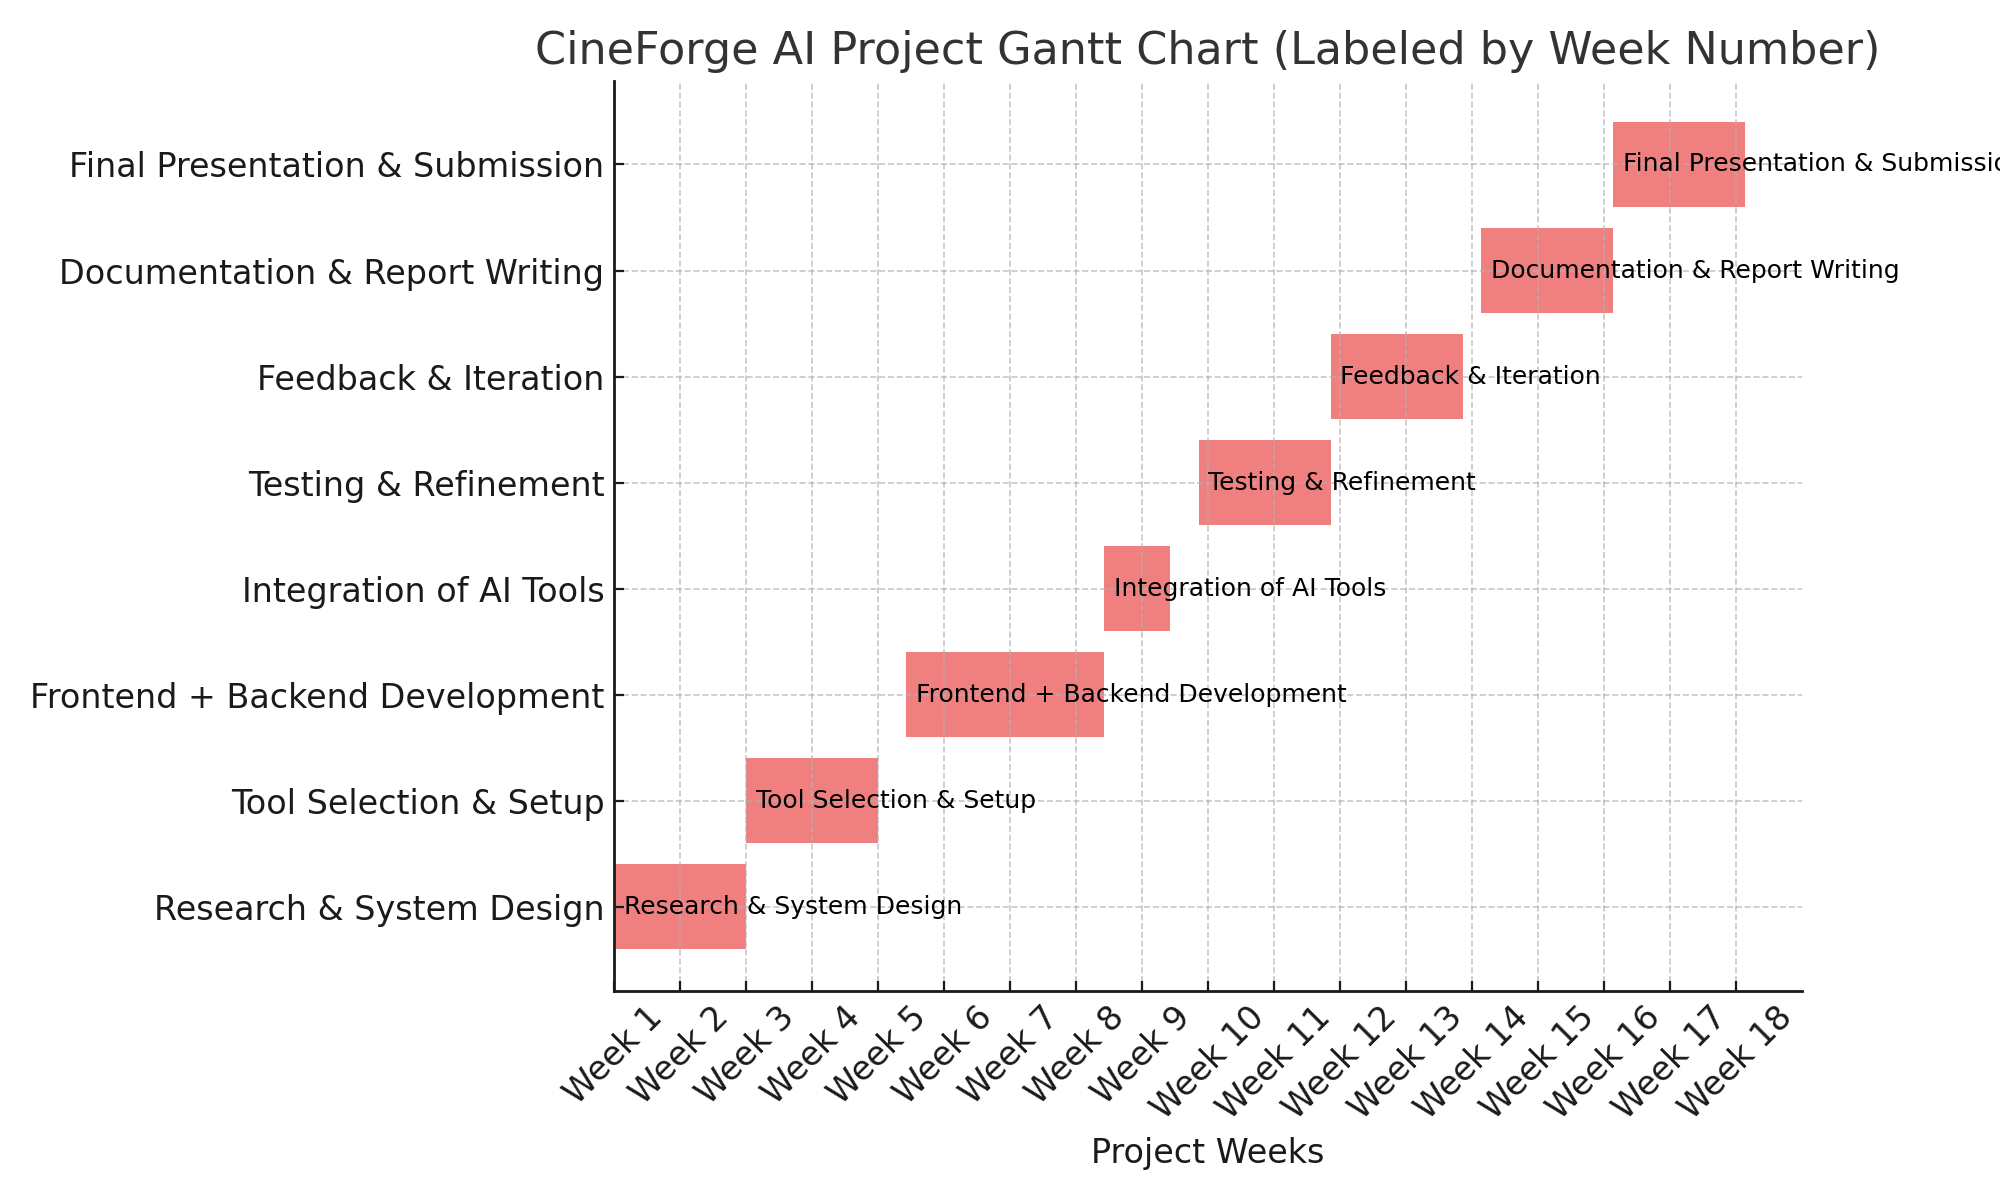 CineForge AI Project Gantt Chart (Labeled by Week Number)
Final Presentation & Submission
Final Presentation & Submissio
Documentation & Report Writing
Documentation & Report Writing
Feedback & Iteration
Feedback & Iteration
Testing & Refinement
Testing & Refinement
Integration of AI Tools
Integration of AI Tools
Frontend + Backend Development
Frontend + Backend Development
Tool Selection & Setup
Tool Selection & Setup
Research & System Design
Research & System Design
Week 1
Week 2
Week 3
Week 4
Week 5
Week 6
Week 7
Week 8
Week 9
Week 10
Week 11
Week 12
Week 13
Week 14
Week 15
Week 16
Week 17
Week 18
Project Weeks